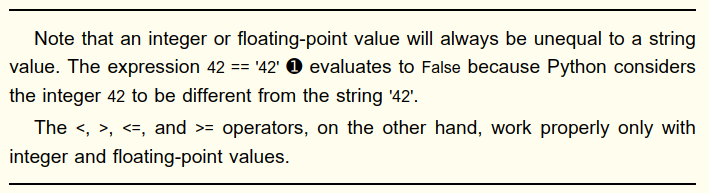 Note that an integer or floating-point value will always be unequal to a string
value. The expression 42 == '42' ❶ evaluates to False because Python considers
the integer 42 to be different from the string '42'.
The <, >, <=, and >= operators, on the other hand, work properly only with
integer and floating-point values.